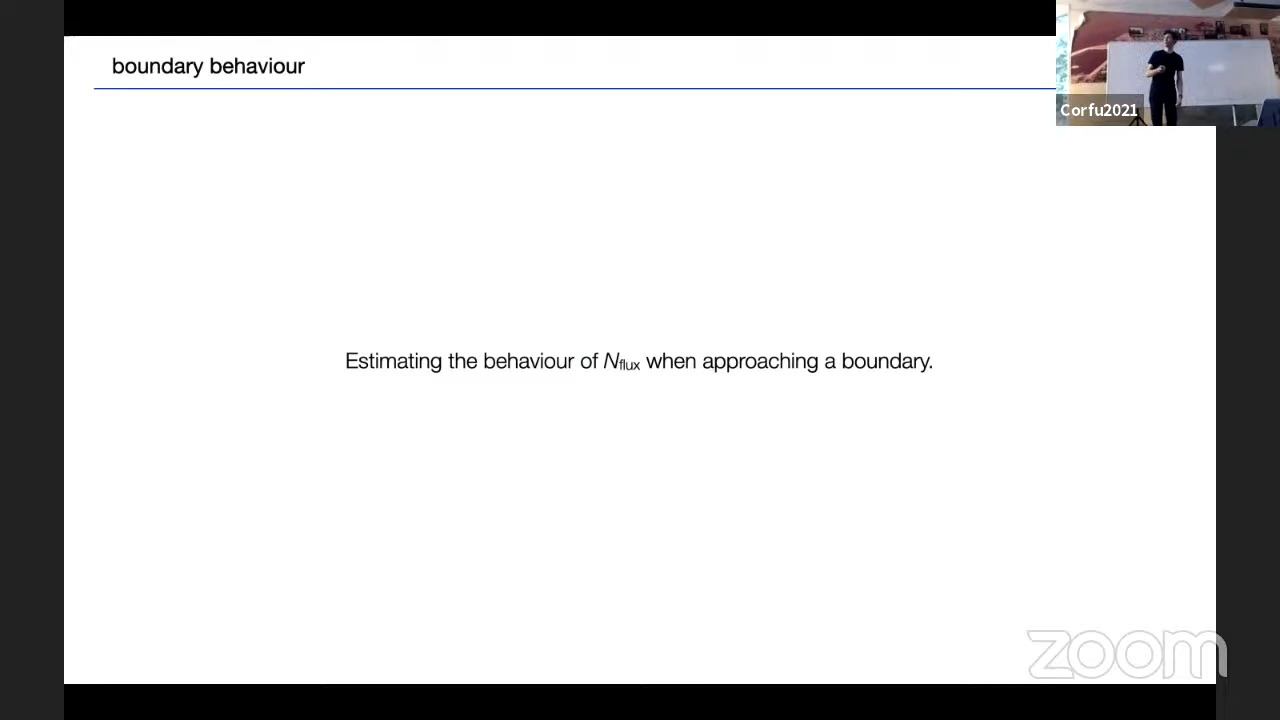 boundary behaviour
Corfu2021
Estimating the behaviour of Nflux when approaching a boundary.
zoom